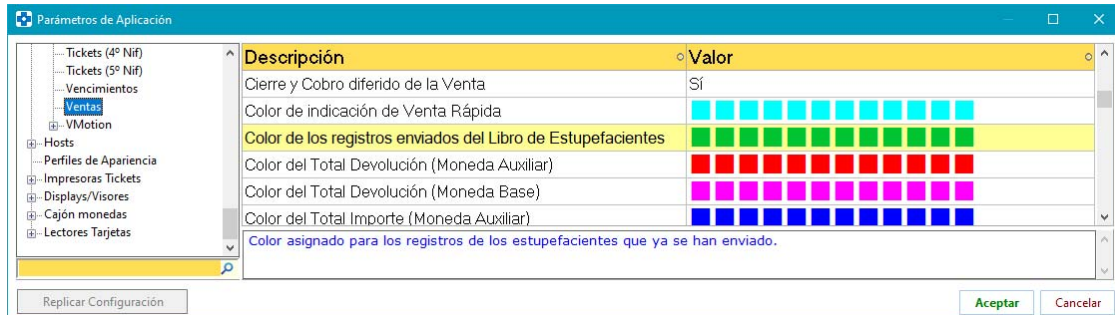 Parámetros de Aplicación
Tickets (4º Nif)
Tickets (5º Nif)
Vencimientos
Ventas
VMotion
Hosts
Perfiles de Apariencia
Impresoras Tickets
Displays/Visores
Cajón monedas
Lectores Tarjetas
Descripción Valor
Cierre y Cobro diferido de la Venta Sí
Color de indicación de Venta Rápida
Color de los registros enviados del Libro de Estupefacientes
Color del Total Devolución (Moneda Auxiliar)
Color del Total Devolución (Moneda Base)
Color del Total Importe (Moneda Auxiliar)
Color asignado para los registros de los estupefacientes que ya se han enviado.
Replicar Configuración
Aceptar
Cancelar